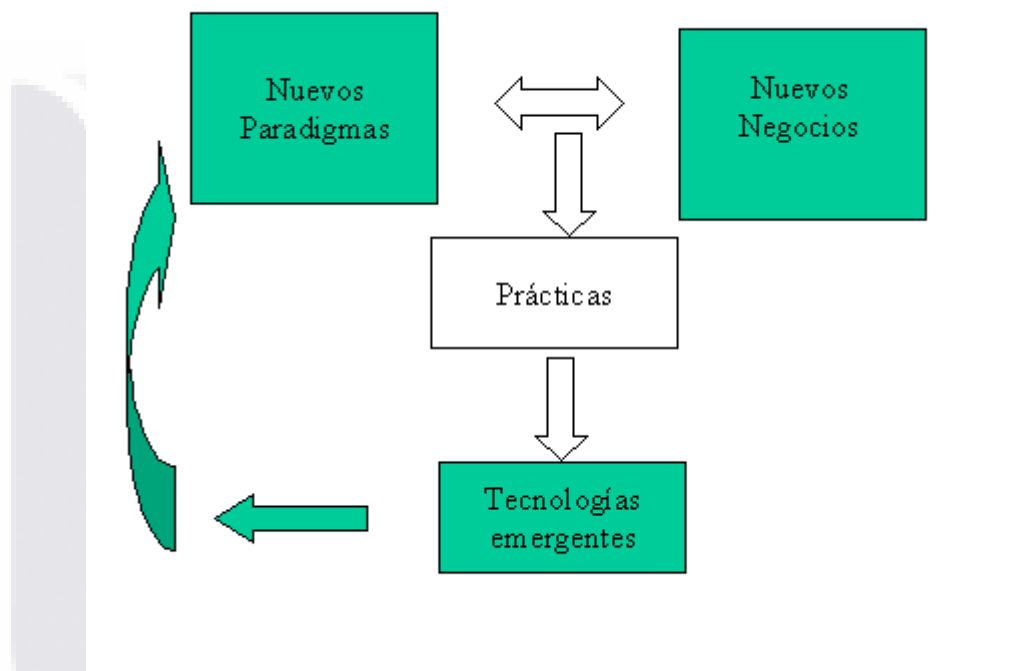 Nuevos
Paradigmas
Nuevos
Negocios
Prácticas
Tecnologías
emergentes